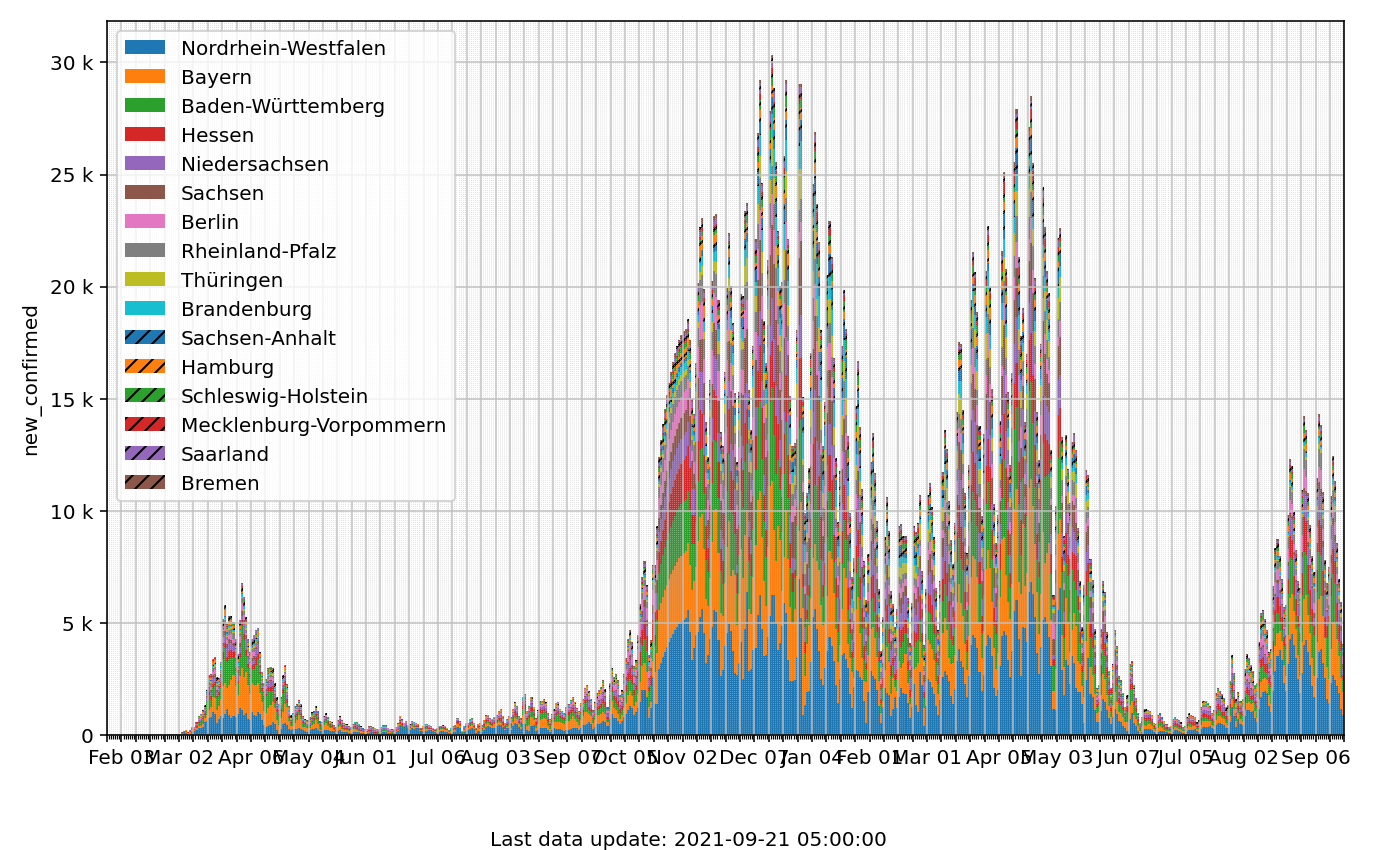 30 k
25 k
20 k
15 k
10 k
5 k
0
new_confirmed
Nordrhein-Westfalen
Bayern
Baden-Württemberg
Hessen
Niedersachsen
Sachsen
Berlin
Rheinland-Pfalz
Thüringen
Brandenburg
Sachsen-Anhalt
Hamburg
Schleswig-Holstein
Mecklenburg-Vorpommern
Saarland
Bremen
Feb 03 Mar 02 Apr 06 May 04 Jun 01 Jul 06 Aug 03 Sep 07 Oct 05 Nov 02 Dec 07 Jan 04 Feb 01 Mar 01 Apr 05 May 03 Jun 07 Jul 05 Aug 02 Sep 06
Last data update: 2021-09-21 05:00:00